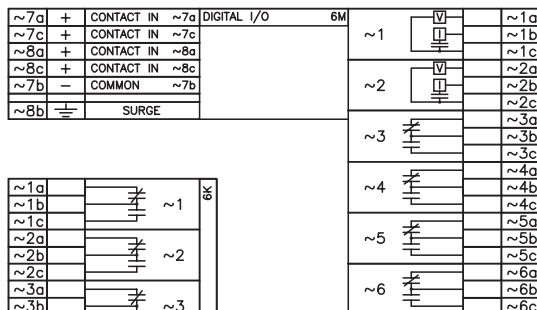 ~7a + CONTACT IN ~7a DIGITAL I/O 6M
~7c + CONTACT IN ~7c
~8a + CONTACT IN ~8a
~8c + CONTACT IN ~8c
~7b − COMMON ~7b
~8b SURGE
~1 V ~1a
I ~1b
~1c
~2 V ~2a
I ~2b
~2c
~3 ~3a
~3b
~3c
~4 ~4a
~4b
~4c
~5 ~5a
~5b
~5c
~6 ~6a
~6b
~6c
~1a ~1 6K
~1b
~1c
~2a ~2
~2b
~2c
~3a ~3
~3b